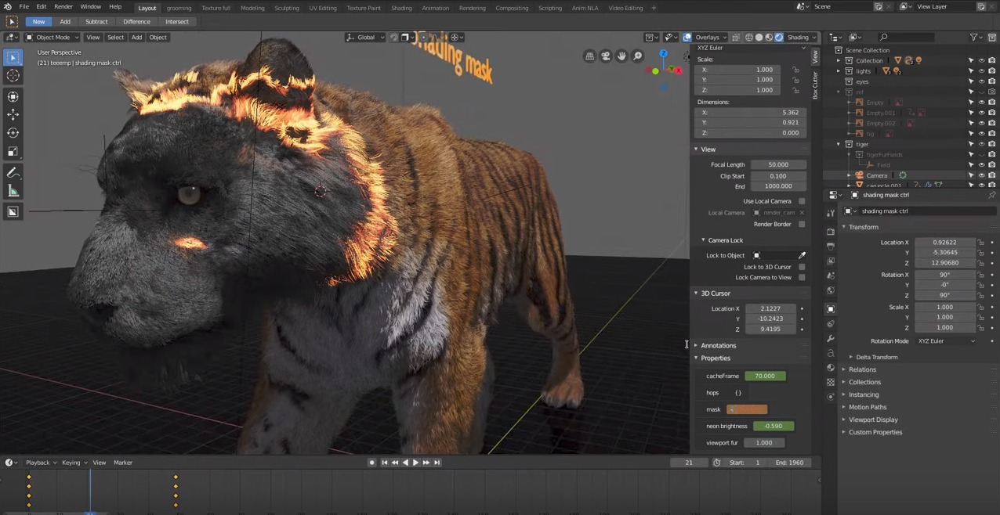 File Edit Render Window Help Layout grooming Texture full Modeling Sculpting UV Editing Texture Paint Shading Animation Rendering Compositing Scripting Anim NLA Video Editing + Scene View Layer
New Add Subtract Difference Intersect
Object Mode View Select Add Object Global Overlays Shading
User Perspective
(21) teeemp | shading mask ctrl
shading mask
XYZ Euler
Scale:
X: 1.000
Y: 1.000
Z: 1.000
Dimensions:
X: 5.362
Y: 0.921
Z: 0.000
View
Focal Length 50.000
Clip Start 0.100
End 1000.000
Use Local Camera
Local Camera render_cam
Render Border
Camera Lock
Lock to Object
Lock to 3D Cursor
Lock Camera to View
3D Cursor
Location X 2.1227
Y -10.2423
Z 9.4195
Annotations
Properties
cacheFrame 70.000
hops {}
mask
neon brightness -0.590
viewport fur 1.000
View
Box Cutter
Scene Collection
Collection
lights
eyes
ref
Empty
Empty.001
Empty.002
tig
tiger
tigerFurFields
Field
Camera
caruncle.001
shading mask ctrl
shading mask ctrl
Transform
Location X 0.92622
Y -5.30645
Z 12.90680
Rotation X 90°
Y -0°
Z 90°
Scale X 1.000
Y 1.000
Z 1.000
Rotation Mode XYZ Euler
Delta Transform
Relations
Collections
Instancing
Motion Paths
Viewport Display
Custom Properties
Playback Keying View Marker 21 Start: 1 End: 1960